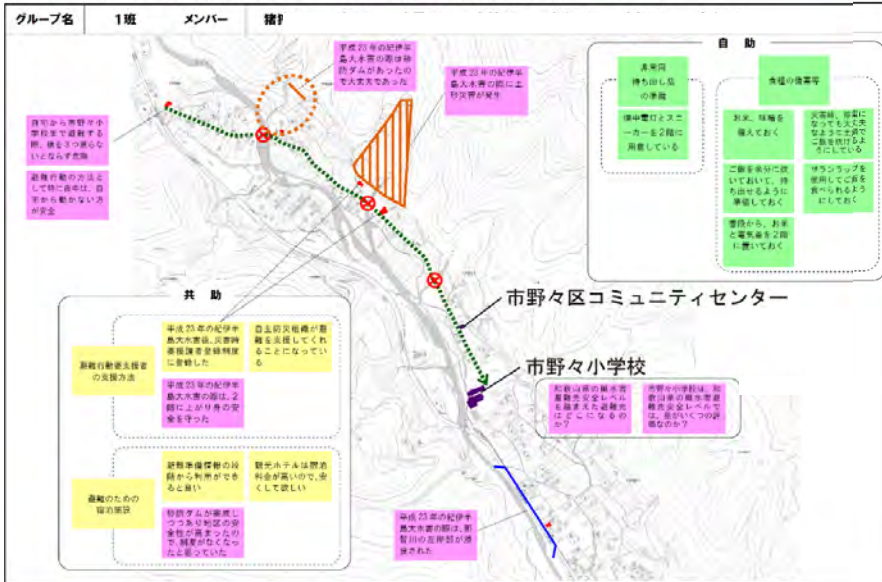 グループ名 1班 メンバー
平成23年の紀伊半
島大水害の際は砂
防ダムがあったの
で大丈夫であった
平成23年の紀伊半
島大水害の際に土
砂災害が発生
自宅から市野々小
学校まで避難する
際、橋を3つ渡らな
いとならず危険
避難行動の方法と
して特に夜中は、自
宅から動かない方
が安全
自助
非常用
持ち出し品
の準備
懐中電灯とスニ
ーカーを2階に
用意している
食糧の備蓄等
お米、味噌を
備えておく
災害時、停電に
なっても大丈夫
なように土鍋で
ご飯を炊けるよ
うにしている
ご飯を余分に炊
いておいて、持
ち出せるように
準備しておく
サランラップを
使用してご飯を
食べられるよう
にしておく
普段から、お米
と電気釜を2階
に置いておく
市野々区コミュニティセンター
市野々小学校
和歌山県の風水害
避難先安全レベル
を踏まえた避難先
はどこになるの
か?
市野々小学校は、和
歌山県の風水害避
難先安全レベルで
は、星がいくつの評
価なのか?
共助
避難行動要支援者
の支援方法
平成23年の紀伊半
島大水害後、災害時
要援護者登録制度
に登録した
自主防災組織が避
難を支援してくれ
ることになってい
る
平成23年の紀伊半
島大水害の際は、2
階に上がり身の安
全を守った
避難のための
宿泊施設
避難準備情報の段
階から利用ができ
ると良い
観光ホテルは宿泊
料金が高いので、安
くして欲しい
砂防ダムが完成し
つつあり地区の安
全性が高まったの
で、制度がなくなっ
たと思っていた
平成23年の紀伊半
島大水害の際は、那
智川の左岸部が浸
食された